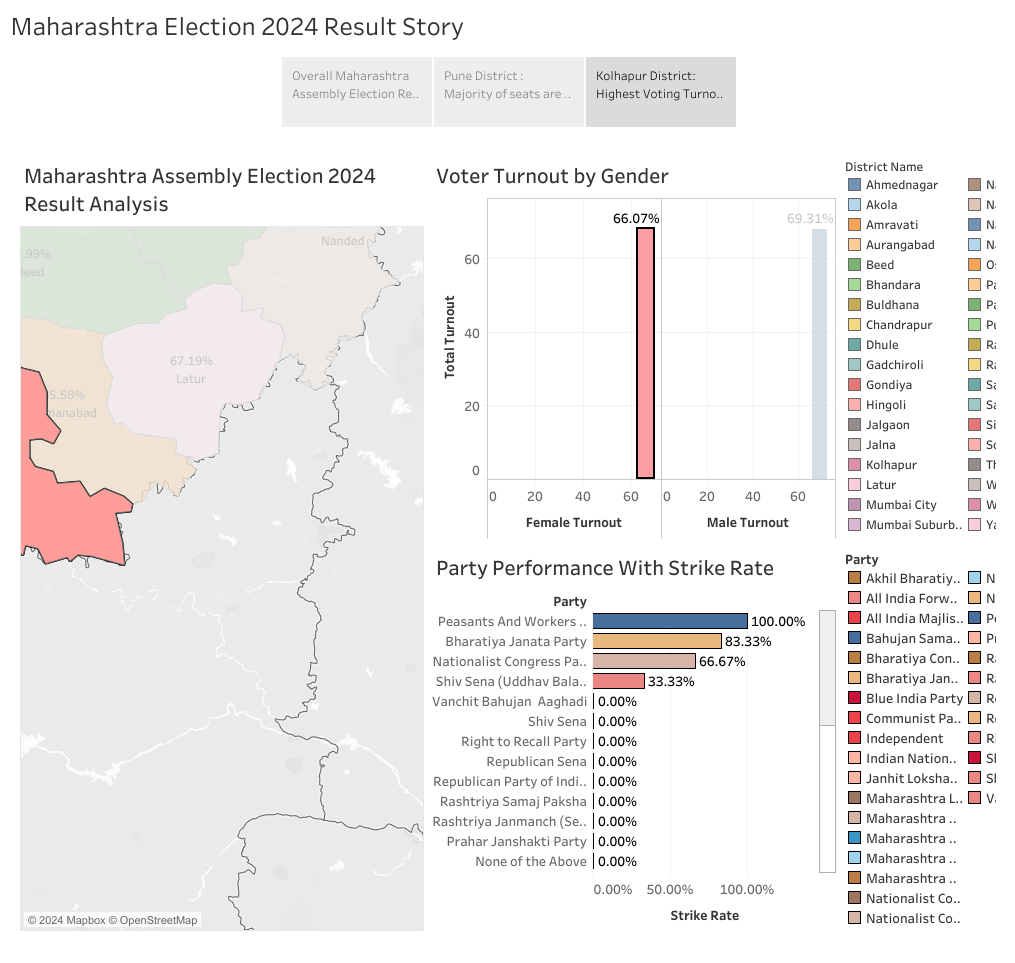 Maharashtra Election 2024 Result Story
Overall Maharashtra
Assembly Election Re..
Pune District :
Majority of seats are ..
Kolhapur District:
Highest Voting Turno..
Maharashtra Assembly Election 2024
Result Analysis
.99%
Beed
Nanded
67.19%
Latur
5.58%
manabad
© 2024 Mapbox © OpenStreetMap
Voter Turnout by Gender
66.07%
69.31%
Total Turnout
60
40
20
0
0 20 40 60 0 20 40 60
Female Turnout
Male Turnout
Party Performance With Strike Rate
Party
Peasants And Workers .. 100.00%
Bharatiya Janata Party 83.33%
Nationalist Congress Pa.. 66.67%
Shiv Sena (Uddhav Bala.. 33.33%
Vanchit Bahujan Aaghadi 0.00%
Shiv Sena 0.00%
Right to Recall Party 0.00%
Republican Sena 0.00%
Republican Party of Indi.. 0.00%
Rashtriya Samaj Paksha 0.00%
Rashtriya Janmanch (Se.. 0.00%
Prahar Janshakti Party 0.00%
None of the Above 0.00%
0.00% 50.00% 100.00%
Strike Rate
District Name
Ahmednagar
Akola
Amravati
Aurangabad
Beed
Bhandara
Buldhana
Chandrapur
Dhule
Gadchiroli
Gondiya
Hingoli
Jalgaon
Jalna
Kolhapur
Latur
Mumbai City
Mumbai Suburb..
Party
Akhil Bharatiy..
All India Forw..
All India Majlis..
Bahujan Sama..
Bharatiya Con..
Bharatiya Jan..
Blue India Party
Communist Pa..
Independent
Indian Nation..
Janhit Loksha..
Maharashtra L..
Maharashtra ..
Maharashtra ..
Maharashtra ..
Maharashtra ..
Nationalist Co..
Nationalist Co..